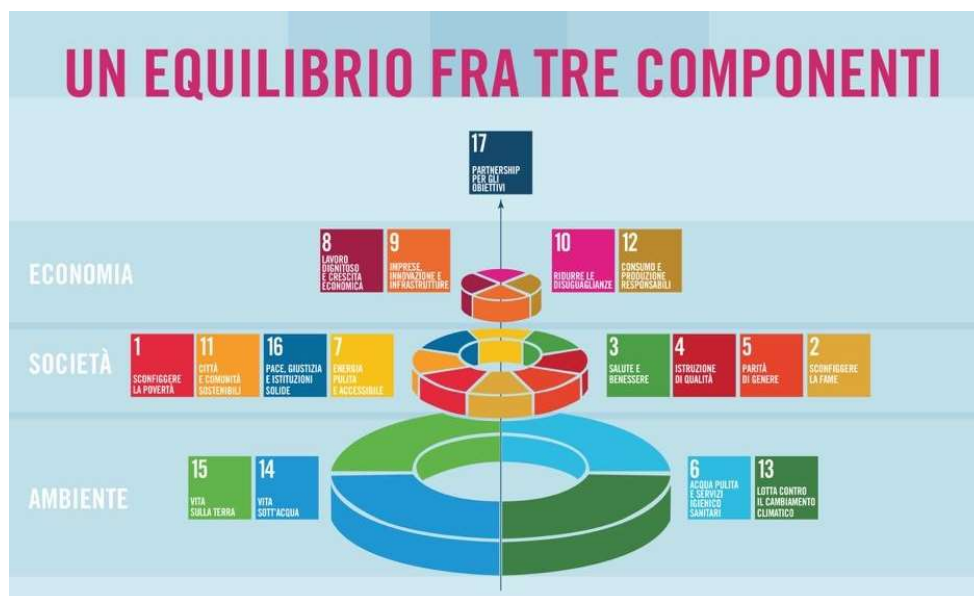 UN EQUILIBRIO FRA TRE COMPONENTI
17
PARTNERSHIP
PER GLI
OBIETTIVI
ECONOMIA
8
LAVORO
DIGNITOSO
E CRESCITA
ECONOMICA
9
IMPRESE,
INNOVAZIONE E
INFRASTRUTTURE
10
RIDURRE LE
DISUGUAGLIANZE
12
CONSUMO E
PRODUZIONE
RESPONSABILI
SOCIETÀ
1
SCONFIGGERE
LA POVERTÀ
11
CITTÀ
E COMUNITÀ
SOSTENIBILI
16
PACE, GIUSTIZIA
E ISTITUZIONI
SOLIDE
7
ENERGIA
PULITA
E ACCESSIBILE
3
SALUTE E
BENESSERE
4
ISTRUZIONE
DI QUALITÀ
5
PARITÀ
DI GENERE
2
SCONFIGGERE
LA FAME
AMBIENTE
15
VITA
SULLA TERRA
14
VITA
SOTT'ACQUA
6
ACQUA PULITA
E SERVIZI
IGIENICO
SANITARI
13
LOTTA CONTRO
IL CAMBIAMENTO
CLIMATICO